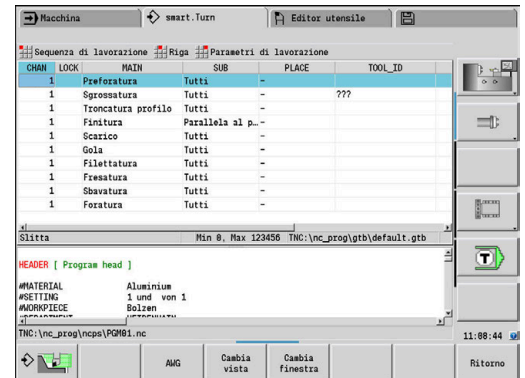 Macchina smart.Turn Editor utensile
Sequenza di lavorazione Riga Parametri di lavorazione
CHAN LOCK MAIN SUB PLACE TOOL_ID
1 Preforatura Tutti -
1 Sgrossatura Tutti - ???
1 Troncatura profilo Tutti -
1 Finitura Parallela al p… -
1 Scarico Tutti -
1 Gola Tutti -
1 Filettatura Tutti -
1 Fresatura Tutti -
1 Sbavatura Tutti -
1 Foratura Tutti -
Slitta Min 0, Max 123456 TNC:\nc_prog\gtb\default.gtb
HEADER [ Program head ]
#MATERIAL Aluminium
#SETTING 1 und von 1
#WORKPIECE Bolzen
TNC:\nc_prog\ncps\PGM01.nc
T
11:08:44
AWG Cambia vista Cambia finestra Ritorno